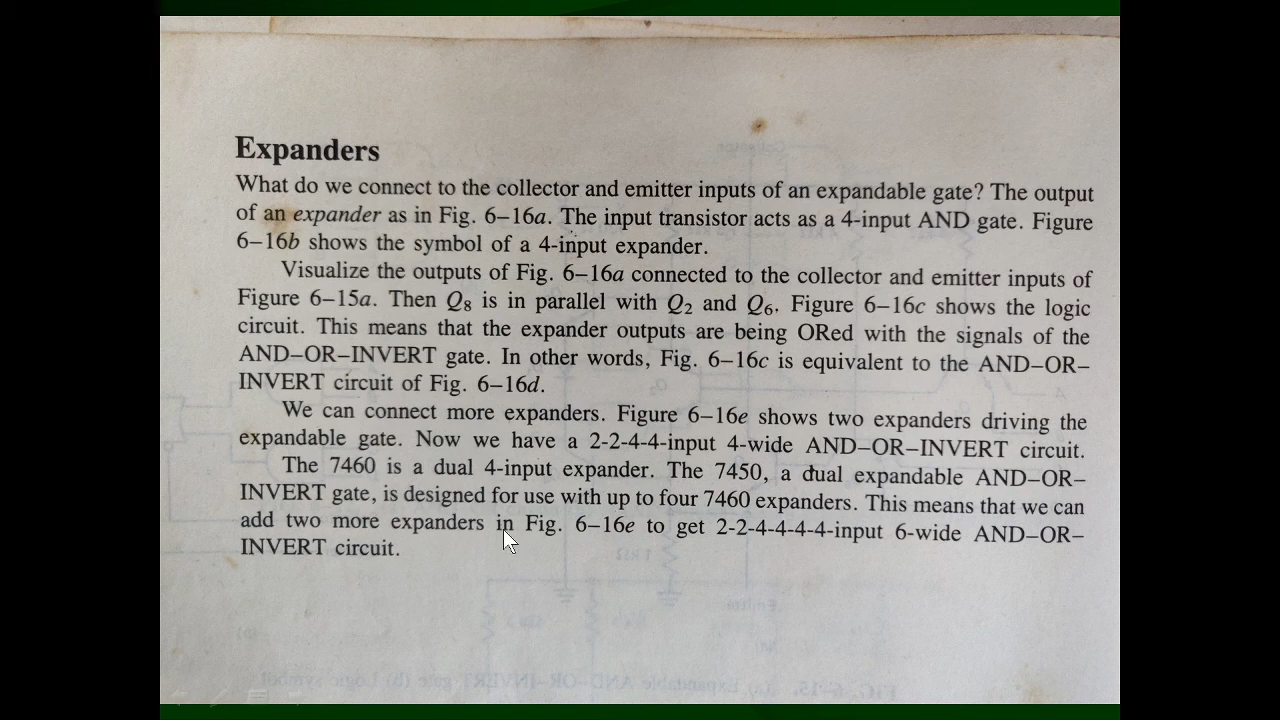 Expanders
What do we connect to the collector and emitter inputs of an expandable gate? The output
of an expander as in Fig. 6–16a. The input transistor acts as a 4-input AND gate. Figure
6–16b shows the symbol of a 4-input expander.
Visualize the outputs of Fig. 6–16a connected to the collector and emitter inputs of
Figure 6–15a. Then Q8 is in parallel with Q2 and Q6. Figure 6–16c shows the logic
circuit. This means that the expander outputs are being ORed with the signals of the
AND–OR–INVERT gate. In other words, Fig. 6–16c is equivalent to the AND–OR–
INVERT circuit of Fig. 6–16d.
We can connect more expanders. Figure 6–16e shows two expanders driving the
expandable gate. Now we have a 2-2-4-4-input 4-wide AND–OR–INVERT circuit.
The 7460 is a dual 4-input expander. The 7450, a dual expandable AND–OR–
INVERT gate, is designed for use with up to four 7460 expanders. This means that we can
add two more expanders in Fig. 6–16e to get 2-2-4-4-4-4-input 6-wide AND–OR–
INVERT circuit.